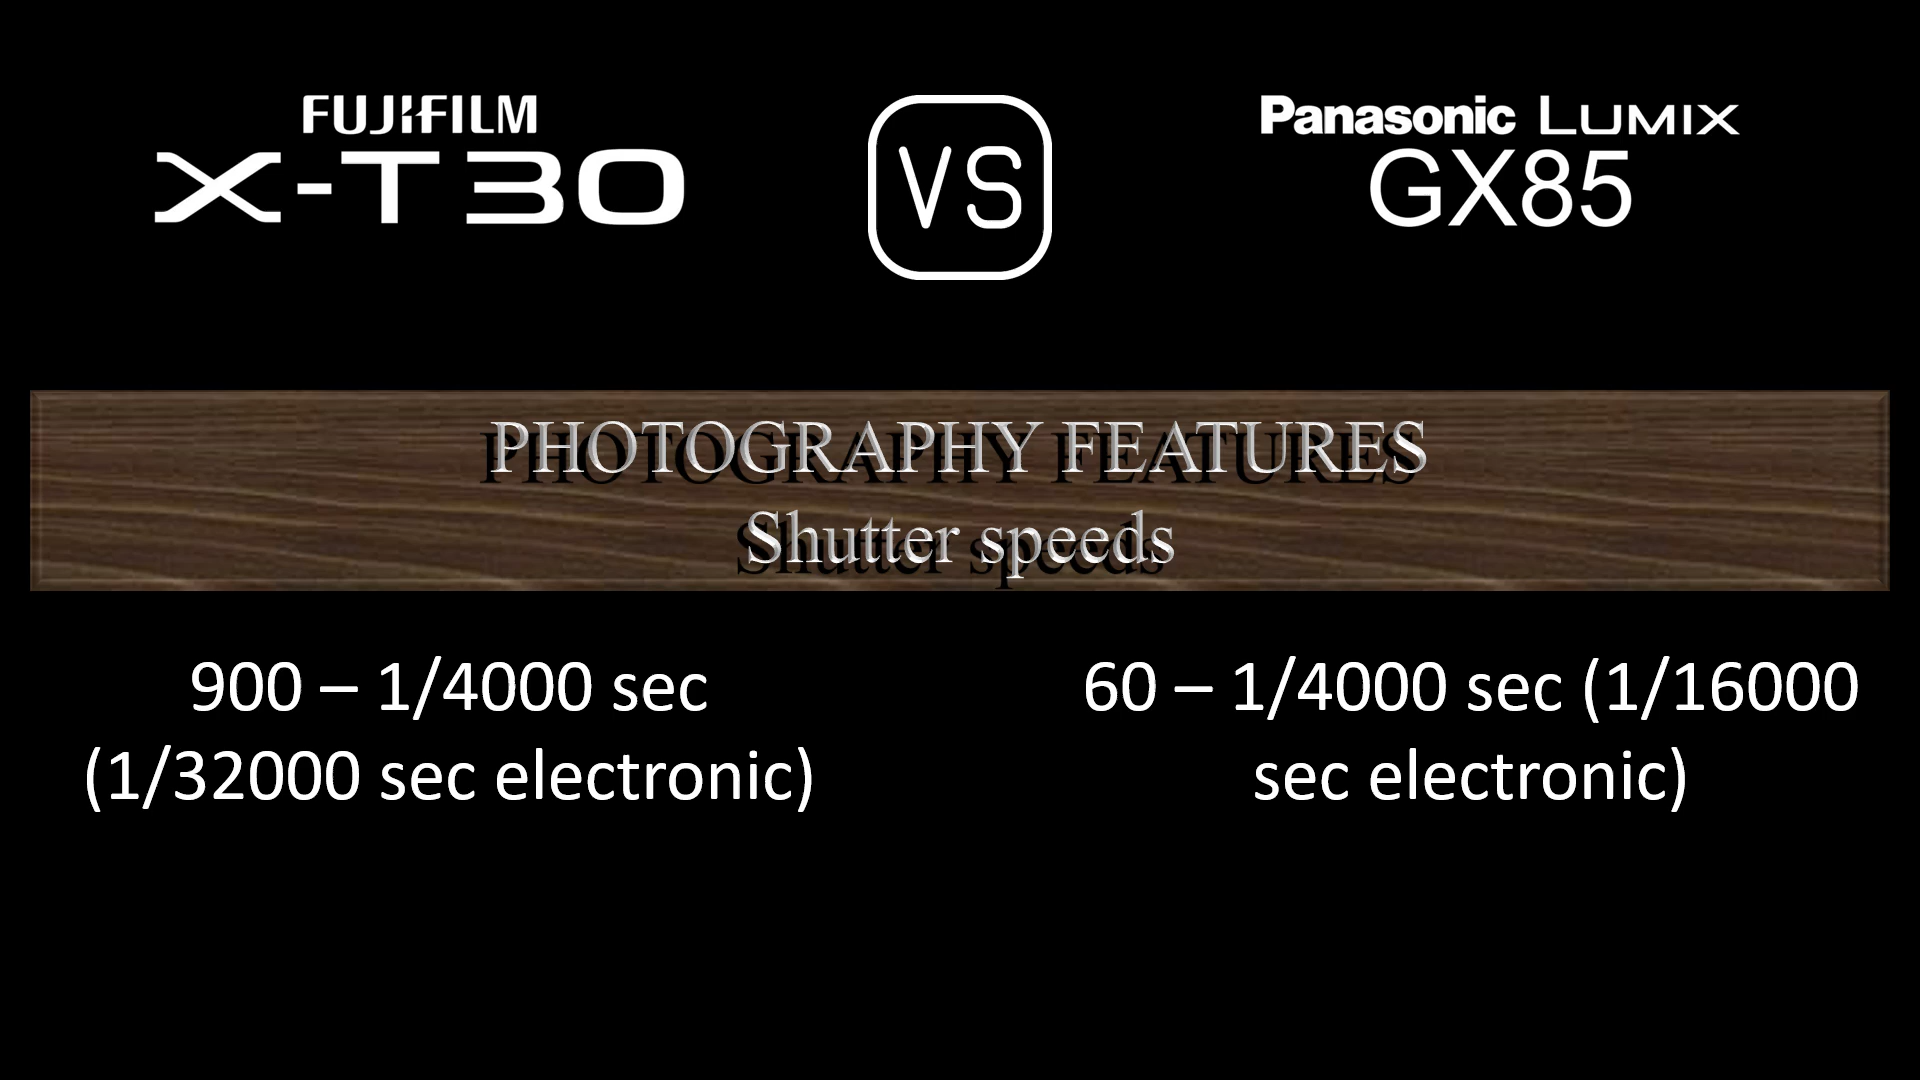 FUJIFILM
X-T30
VS
Panasonic LUMIX
GX85
PHOTOGRAPHY FEATURES
Shutter speeds
900 – 1/4000 sec
(1/32000 sec electronic)
60 – 1/4000 sec (1/16000
sec electronic)